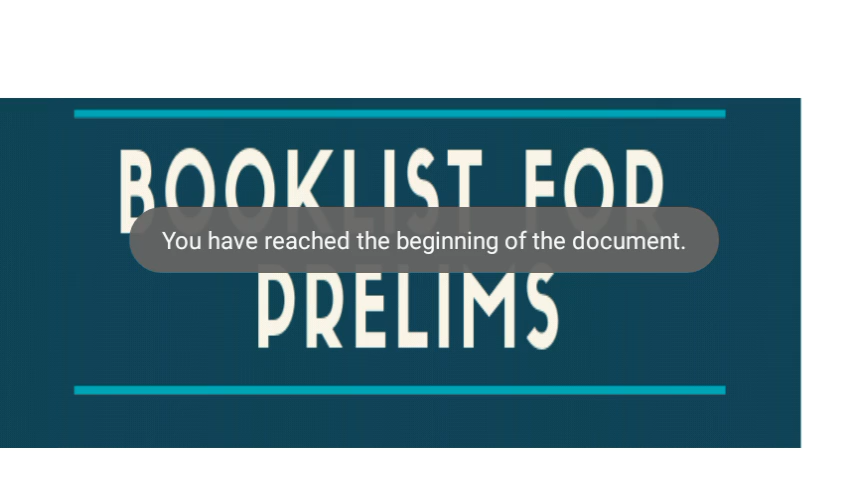 BOOKLIST FOR
You have reached the beginning of the document.
PRELIMS